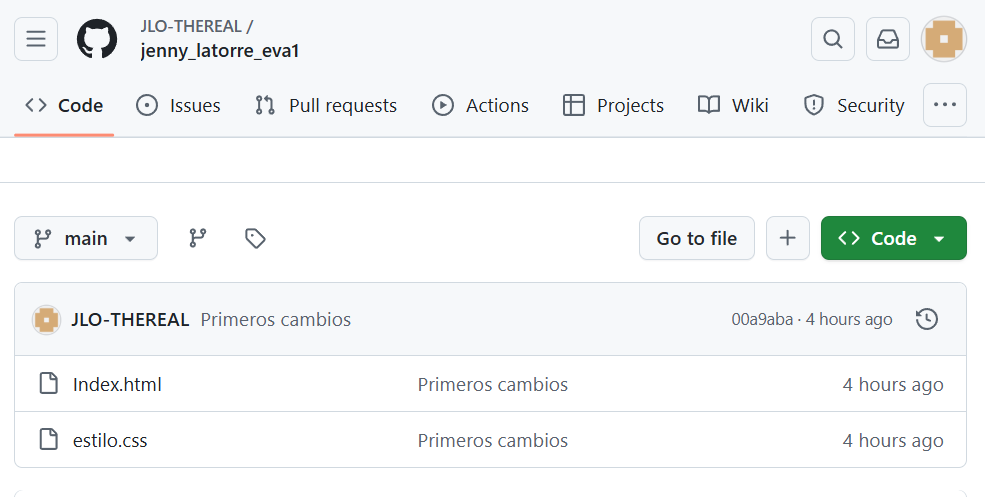 JLO-THEREAL /
jenny_latorre_eva1
Code Issues Pull requests Actions Projects Wiki Security
main Go to file Code
JLO-THEREAL Primeros cambios 00a9aba · 4 hours ago
Index.html Primeros cambios 4 hours ago
estilo.css Primeros cambios 4 hours ago